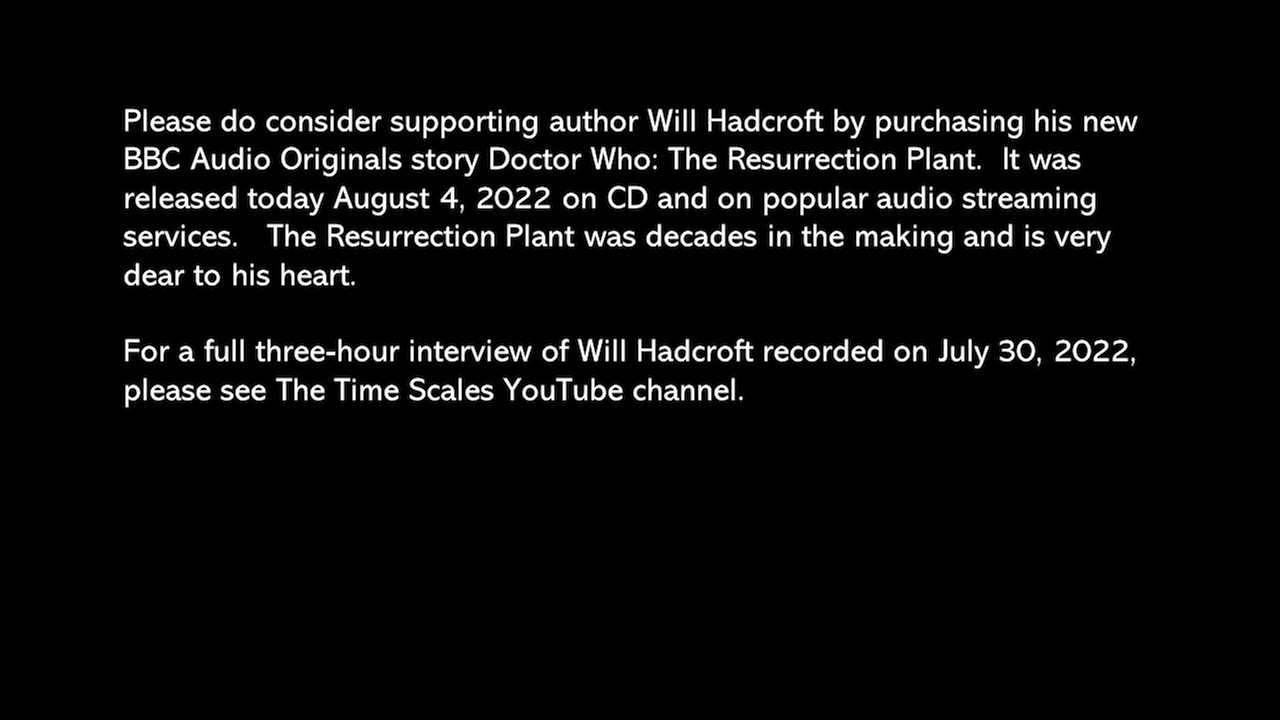 Please do consider supporting author Will Hadcroft by purchasing his new
BBC Audio Originals story Doctor Who: The Resurrection Plant.  It was
released today August 4, 2022 on CD and on popular audio streaming
services.   The Resurrection Plant was decades in the making and is very
dear to his heart.
For a full three-hour interview of Will Hadcroft recorded on July 30, 2022,
please see The Time Scales YouTube channel.